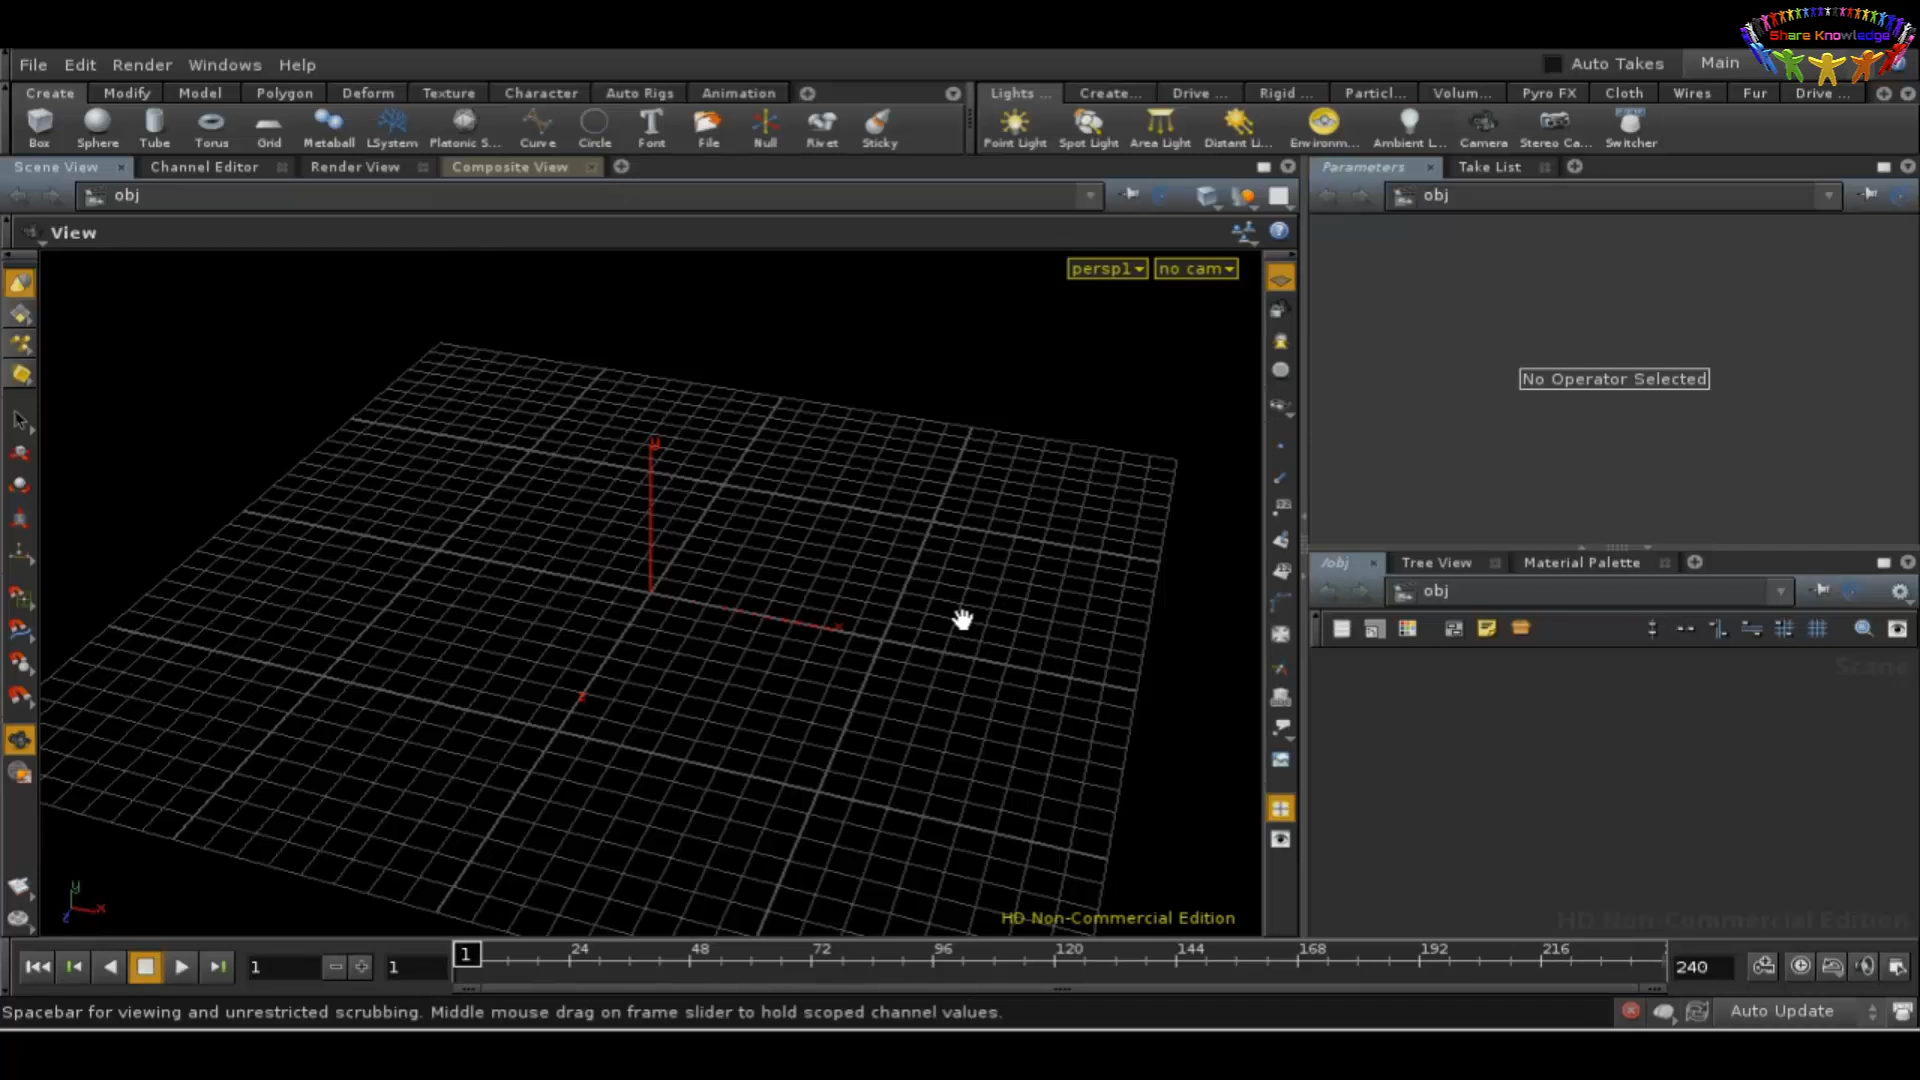 Share Knowledge
File Edit Render Windows Help
Auto Takes Main
Create Modify Model Polygon Deform Texture Character Auto Rigs Animation
Lights ... Create... Drive ... Rigid ... Particl... Volum... Pyro FX Cloth Wires Fur Drive ...
Box Sphere Tube Torus Grid Metaball LSystem Platonic S... Curve Circle Font File Null Rivet Sticky
Point Light Spot Light Area Light Distant Li... Environm... Ambient L... Camera Stereo Ca... Switcher
Scene View Channel Editor Render View Composite View
Parameters Take List
obj
obj
View
persp1 no cam
No Operator Selected
y
x
z
/obj Tree View Material Palette
obj
Scene
y
z x
HD Non-Commercial Edition
HD Non-Commercial Edition
1 1 1 24 48 72 96 120 144 168 192 216 240
Spacebar for viewing and unrestricted scrubbing. Middle mouse drag on frame slider to hold scoped channel values.
Auto Update